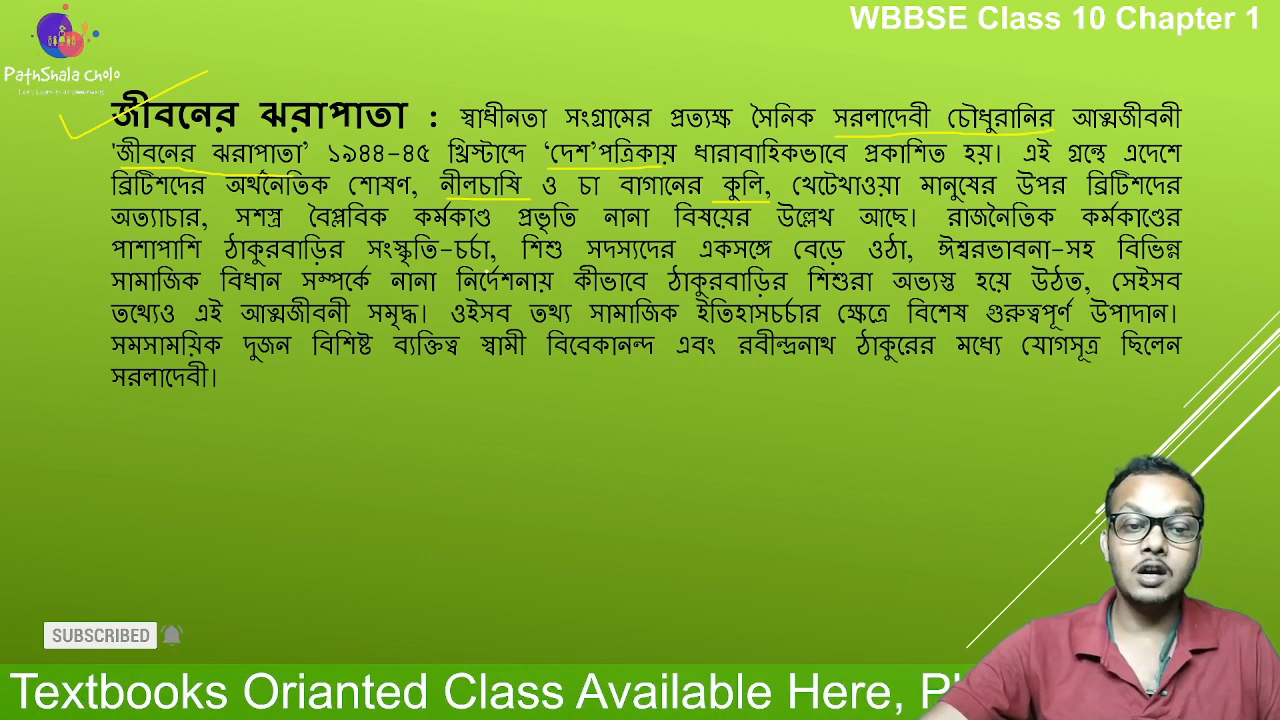 WBBSE Class 10 Chapter 1
PathShala Cholo
জীবনের ঝরাপাতা : স্বাধীনতা সংগ্রামের প্রত্যক্ষ সৈনিক সরলাদেবী চৌধুরানির আত্মজীবনী
'জীবনের ঝরাপাতা’ ১৯৪৪-৪৫ খ্রিস্টাব্দে ‘দেশ’পত্রিকায় ধারাবাহিকভাবে প্রকাশিত হয়। এই গ্রন্থে এদেশে
ব্রিটিশদের অর্থনৈতিক শোষণ, নীলচাষি ও চা বাগানের কুলি, খেটেখাওয়া মানুষের উপর ব্রিটিশদের
অত্যাচার, সশস্ত্র বৈপ্লবিক কর্মকাণ্ড প্রভৃতি নানা বিষয়ের উল্লেখ আছে। রাজনৈতিক কর্মকাণ্ডের
পাশাপাশি ঠাকুরবাড়ির সংস্কৃতি-চর্চা, শিশু সদস্যদের একসঙ্গে বেড়ে ওঠা, ঈশ্বরভাবনা-সহ বিভিন্ন
সামাজিক বিধান সম্পর্কে নানা নির্দেশনায় কীভাবে ঠাকুরবাড়ির শিশুরা অভ্যস্ত হয়ে উঠত, সেইসব
তথ্যেও এই আত্মজীবনী সমৃদ্ধ। ওইসব তথ্য সামাজিক ইতিহাসচর্চার ক্ষেত্রে বিশেষ গুরুত্বপূর্ণ উপাদান।
সমসাময়িক দুজন বিশিষ্ট ব্যক্তিত্ব স্বামী বিবেকানন্দ এবং রবীন্দ্রনাথ ঠাকুরের মধ্যে যোগসূত্র ছিলেন
সরলাদেবী।
SUBSCRIBED
Textbooks Orianted Class Available Here,